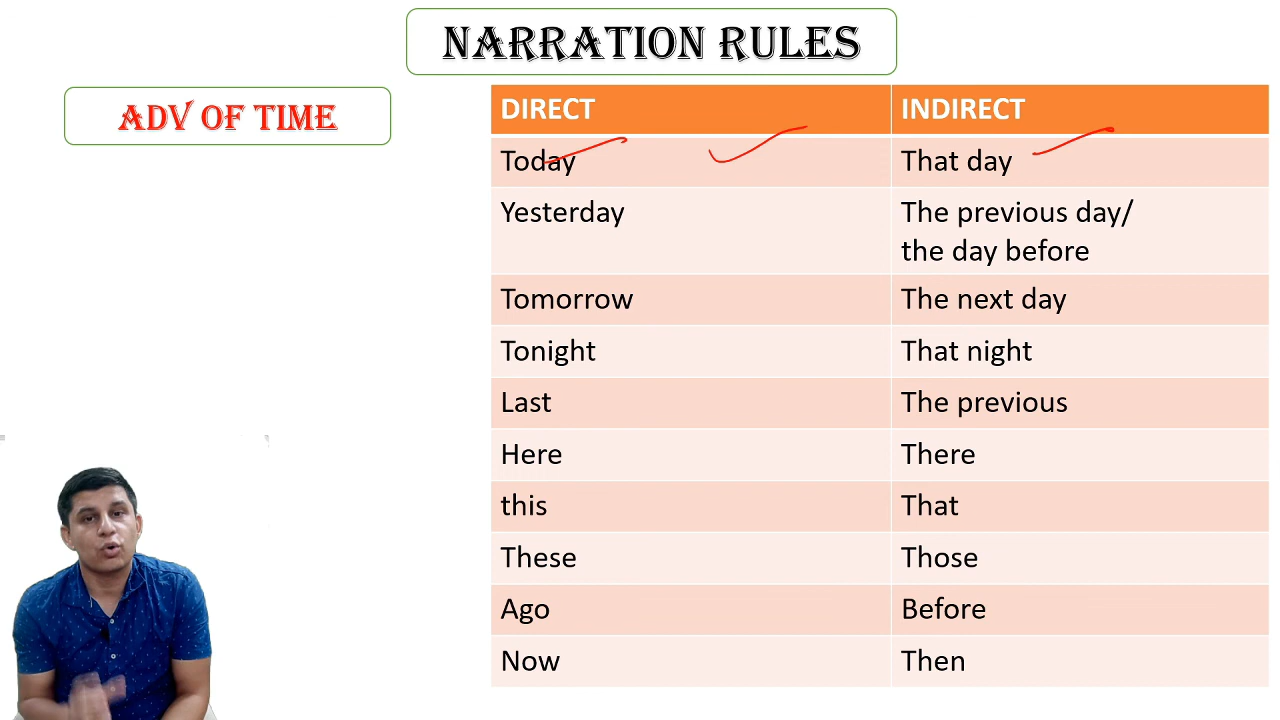 NARRATION RULES
ADV OF TIME
DIRECT INDIRECT
Today That day
Yesterday The previous day/
the day before
Tomorrow The next day
Tonight That night
Last The previous
Here There
this That
These Those
Ago Before
Now Then